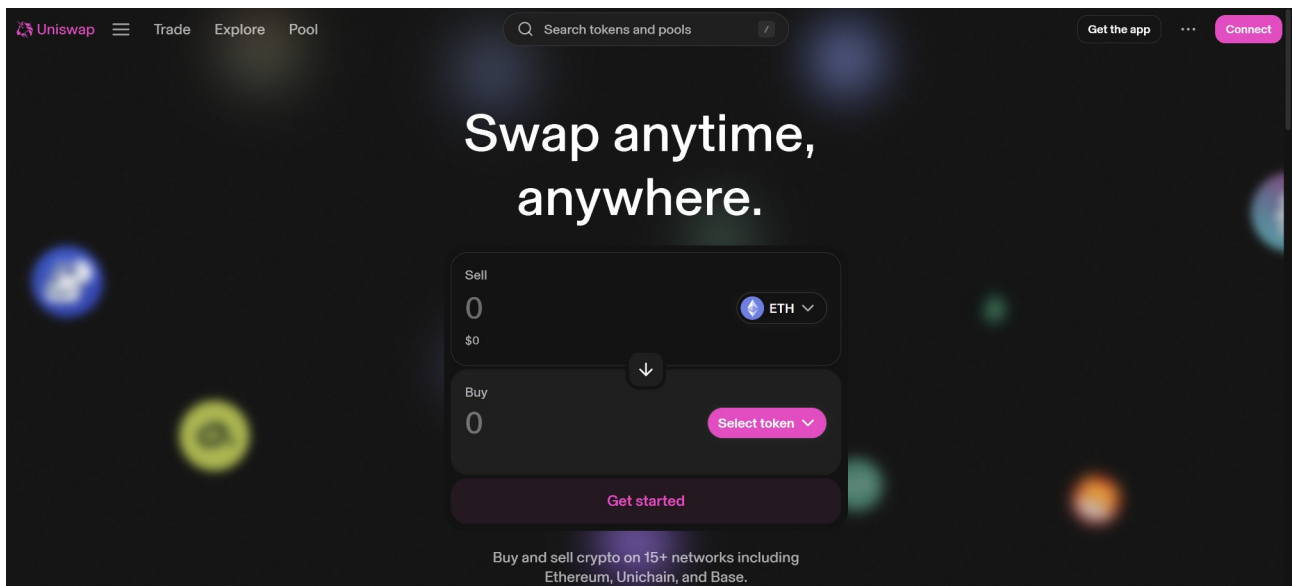 Uniswap Trade Explore Pool Search tokens and pools / Get the app ... Connect
Swap anytime,
anywhere.
Sell
0 ETH
$0
Buy
0 Select token
Get started
Buy and sell crypto on 15+ networks including
Ethereum, Unichain, and Base.